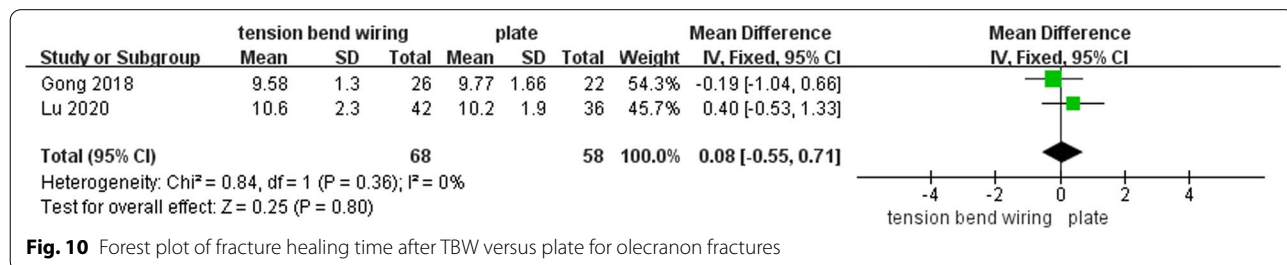 tension bend wiring plate Mean Difference Mean Difference
Study or Subgroup Mean SD Total Mean SD Total Weight IV, Fixed, 95% CI IV, Fixed, 95% CI
Gong 2018 9.58 1.3 26 9.77 1.66 22 54.3% -0.19 [-1.04, 0.66]
Lu 2020 10.6 2.3 42 10.2 1.9 36 45.7% 0.40 [-0.53, 1.33]
Total (95% CI) 68 58 100.0% 0.08 [-0.55, 0.71]
Heterogeneity: Chi² = 0.84, df = 1 (P = 0.36); I² = 0%
Test for overall effect: Z = 0.25 (P = 0.80)
-4 -2 0 2 4
tension bend wiring plate
Fig. 10 Forest plot of fracture healing time after TBW versus plate for olecranon fractures